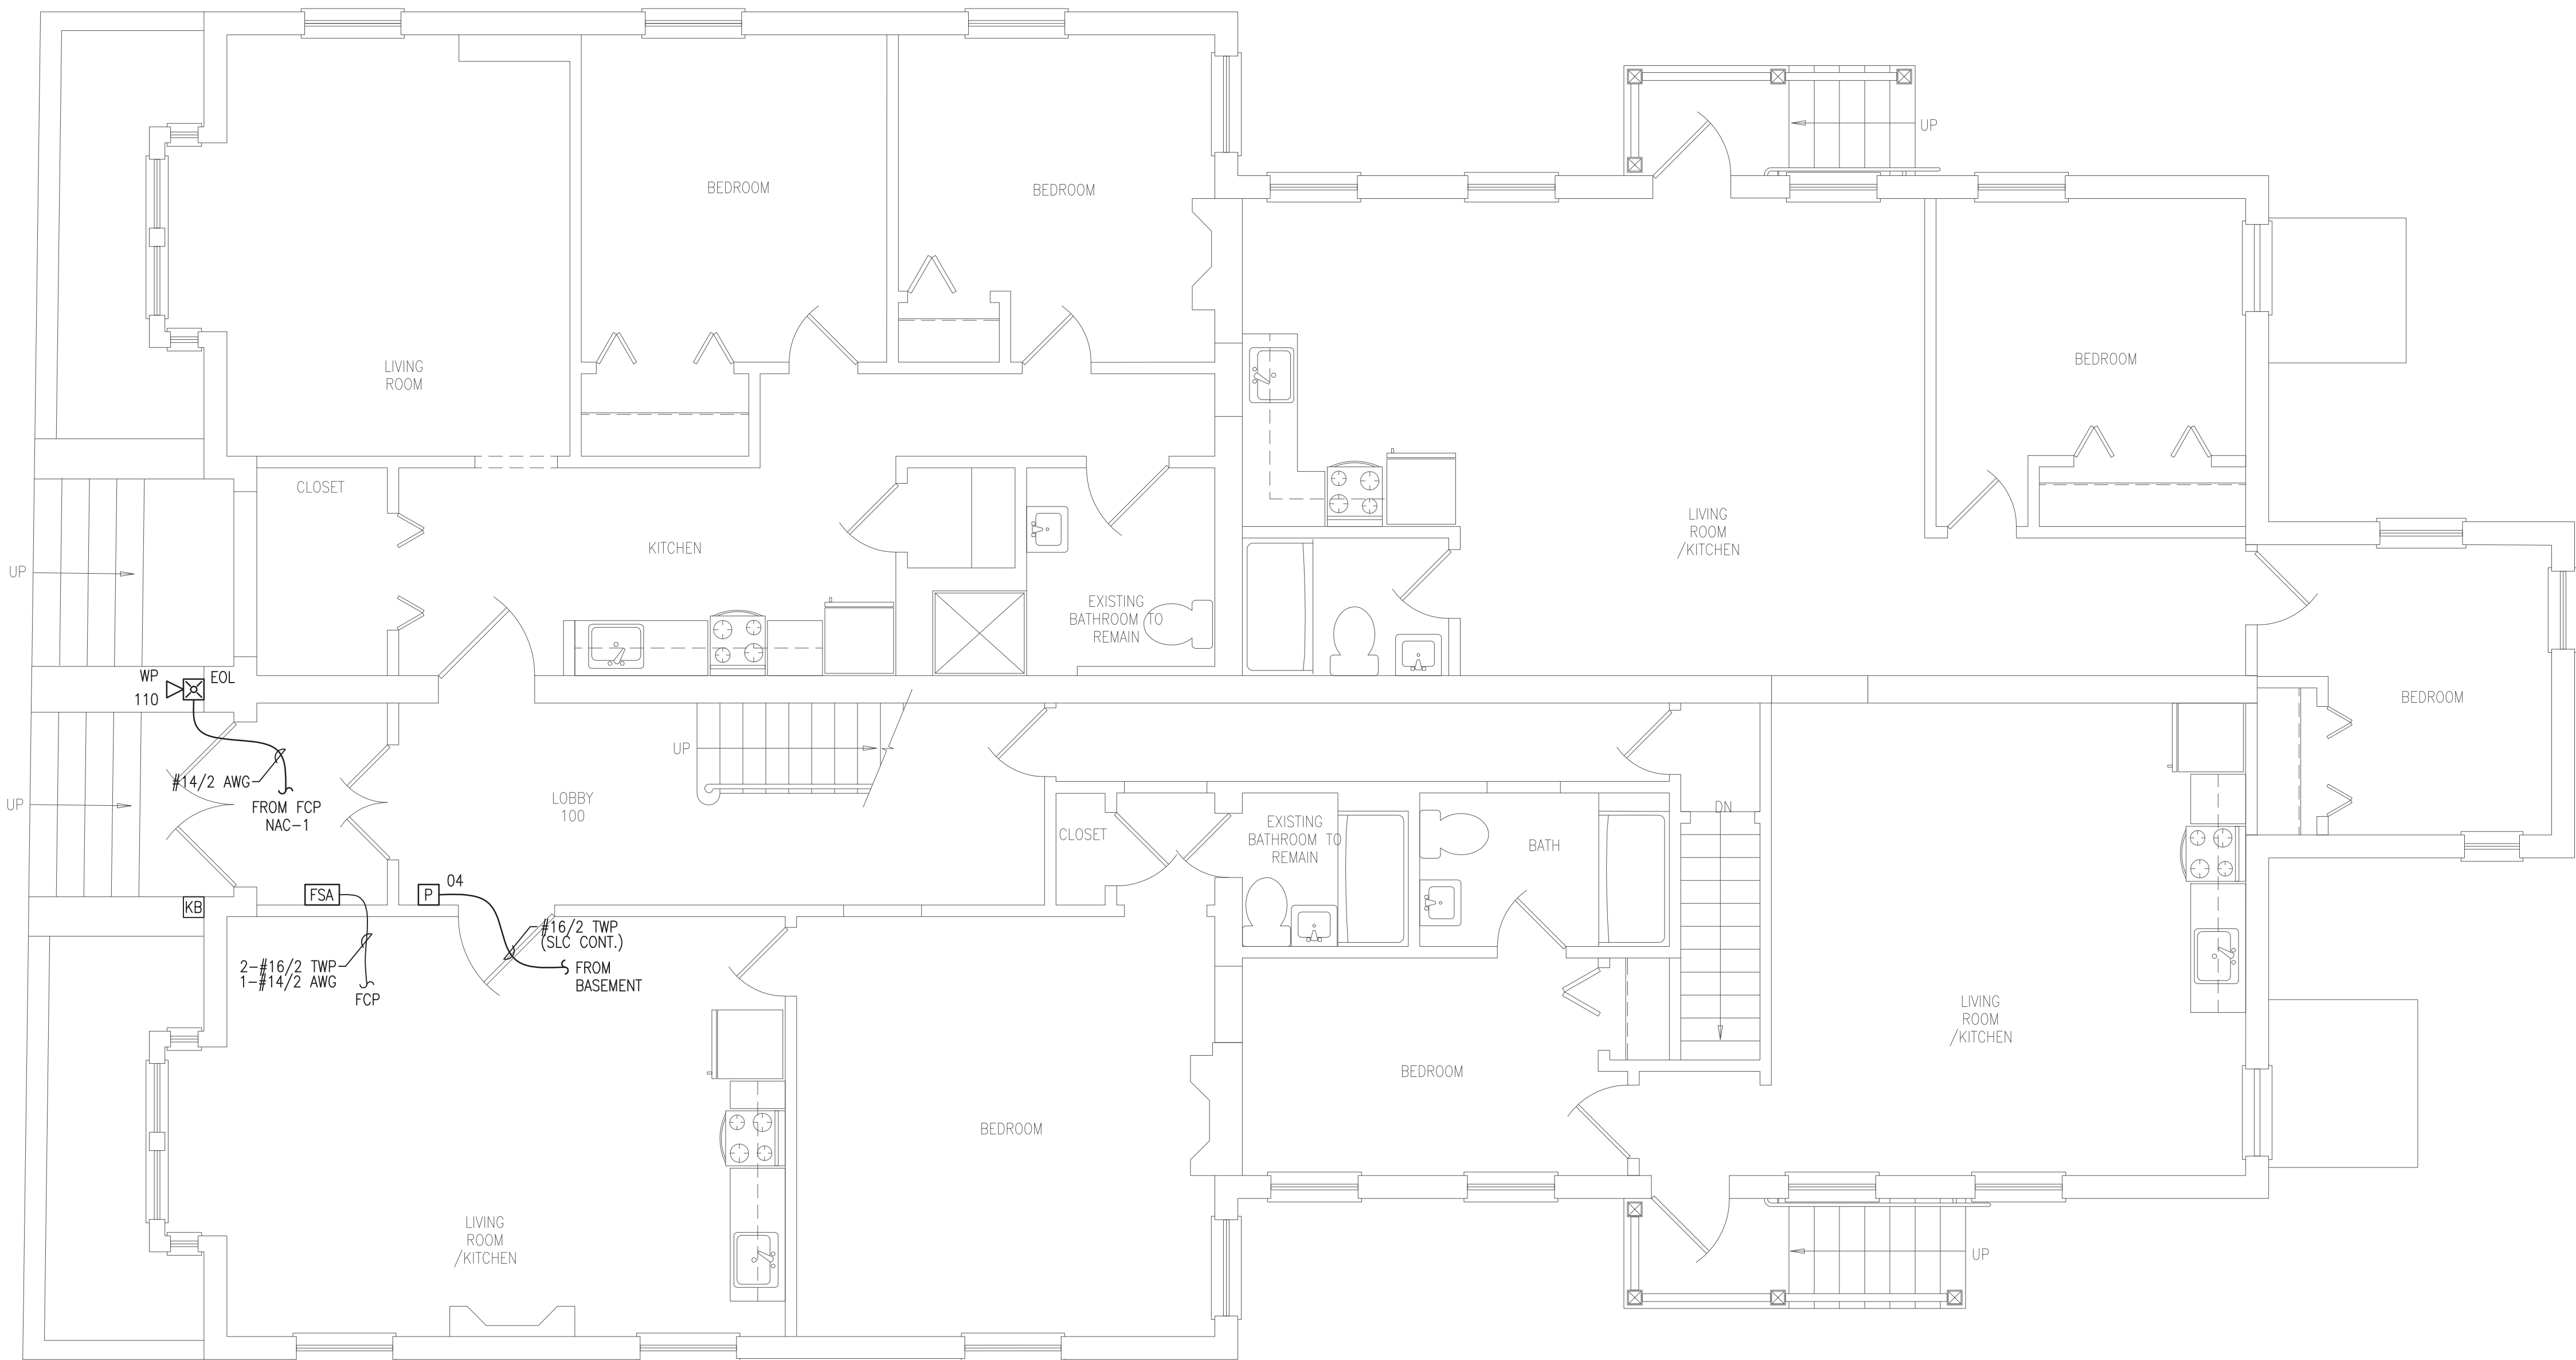 UP
BEDROOM
BEDROOM
LIVING
ROOM
BEDROOM
CLOSET
LIVING
ROOM
/KITCHEN
KITCHEN
UP
EXISTING
BATHROOM TO
REMAIN
WP
EOL
110
BEDROOM
UP
#14/2 AWG
FROM FCP
NAC-1
UP
LOBBY
100
DN
CLOSET
EXISTING
BATHROOM TO
REMAIN
BATH
FSA
P
04
KB
#16/2 TWP
(SLC CONT.)
FROM
BASEMENT
2-#16/2 TWP
1-#14/2 AWG
FCP
LIVING
ROOM
/KITCHEN
BEDROOM
BEDROOM
LIVING
ROOM
/KITCHEN
UP